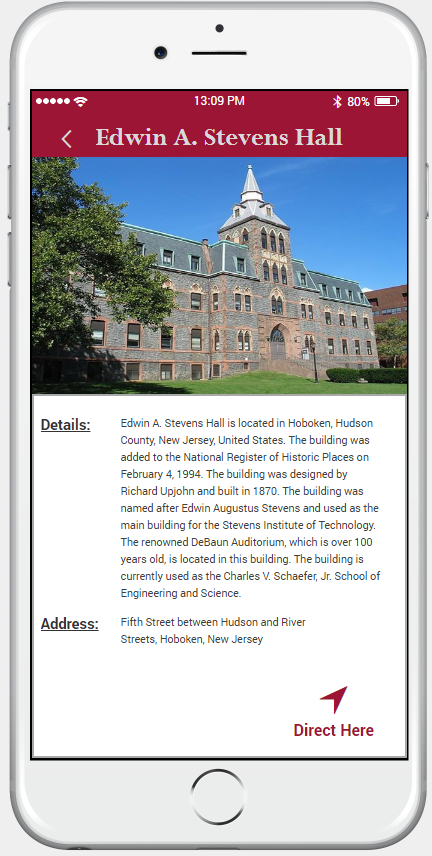 13:09 PM 80%
Edwin A. Stevens Hall
Details: Edwin A. Stevens Hall is located in Hoboken, Hudson
County, New Jersey, United States. The building was
added to the National Register of Historic Places on
February 4, 1994. The building was designed by
Richard Upjohn and built in 1870. The building was
named after Edwin Augustus Stevens and used as the
main building for the Stevens Institute of Technology.
The renowned DeBaun Auditorium, which is over 100
years old, is located in this building. The building is
currently used as the Charles V. Schaefer, Jr. School of
Engineering and Science.
Address: Fifth Street between Hudson and River
Streets, Hoboken, New Jersey
Direct Here